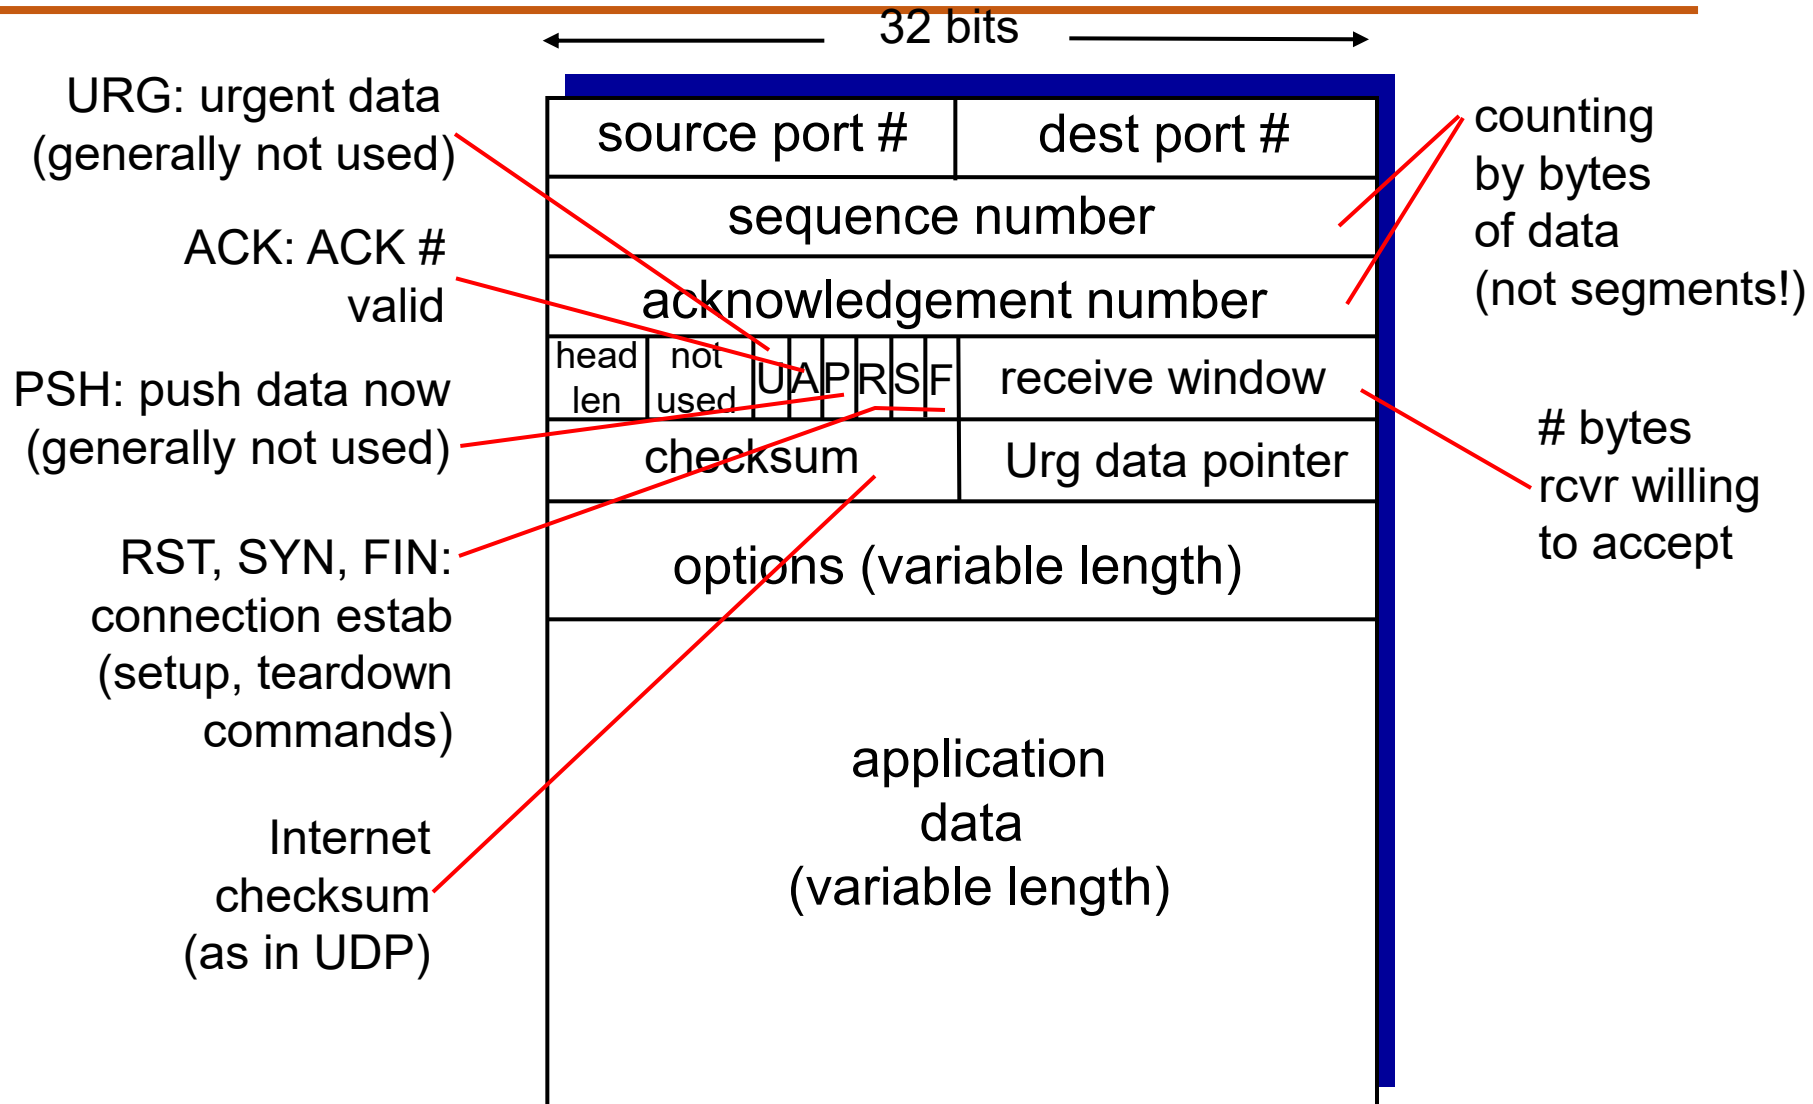 32 bits
URG: urgent data
(generally not used)
ACK: ACK #
valid
PSH: push data now
(generally not used)
RST, SYN, FIN:
connection estab
(setup, teardown
commands)
Internet
checksum
(as in UDP)
source port #
dest port #
sequence number
acknowledgement number
head
len
not
used
U
A
P
R
S
F
receive window
checksum
Urg data pointer
options (variable length)
application
data
(variable length)
counting
by bytes
of data
(not segments!)
# bytes
rcvr willing
to accept